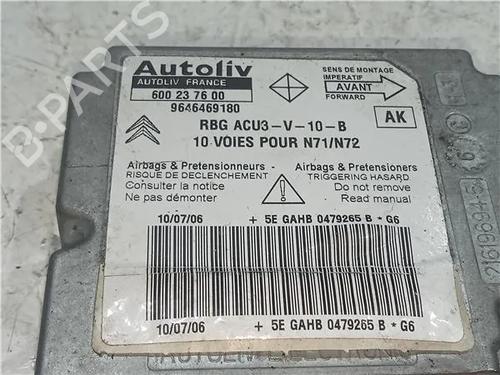 Autoliv
AUTOLIV FRANCE
600 23 76 00
9646469180
SENS DE MONTAGE
IMPERATIF
AVANT
FORWARD
AK
RBG ACU3-V-10-B
10 VOIES POUR N71/N72
Airbags & Pretensionneurs
RISQUE DE DECLENCHEMENT
Consulter la notice
Ne pas démonter
Airbags & Pretensioners
TRIGGERING HASARD
Do not remove
Read manual
10/07/06 + 5E GAHB 0479265 B * G6
10/07/06 + 5E GAHB 0479265 B * G6
AUTOLIV ELECTRONIC
B-PARTS